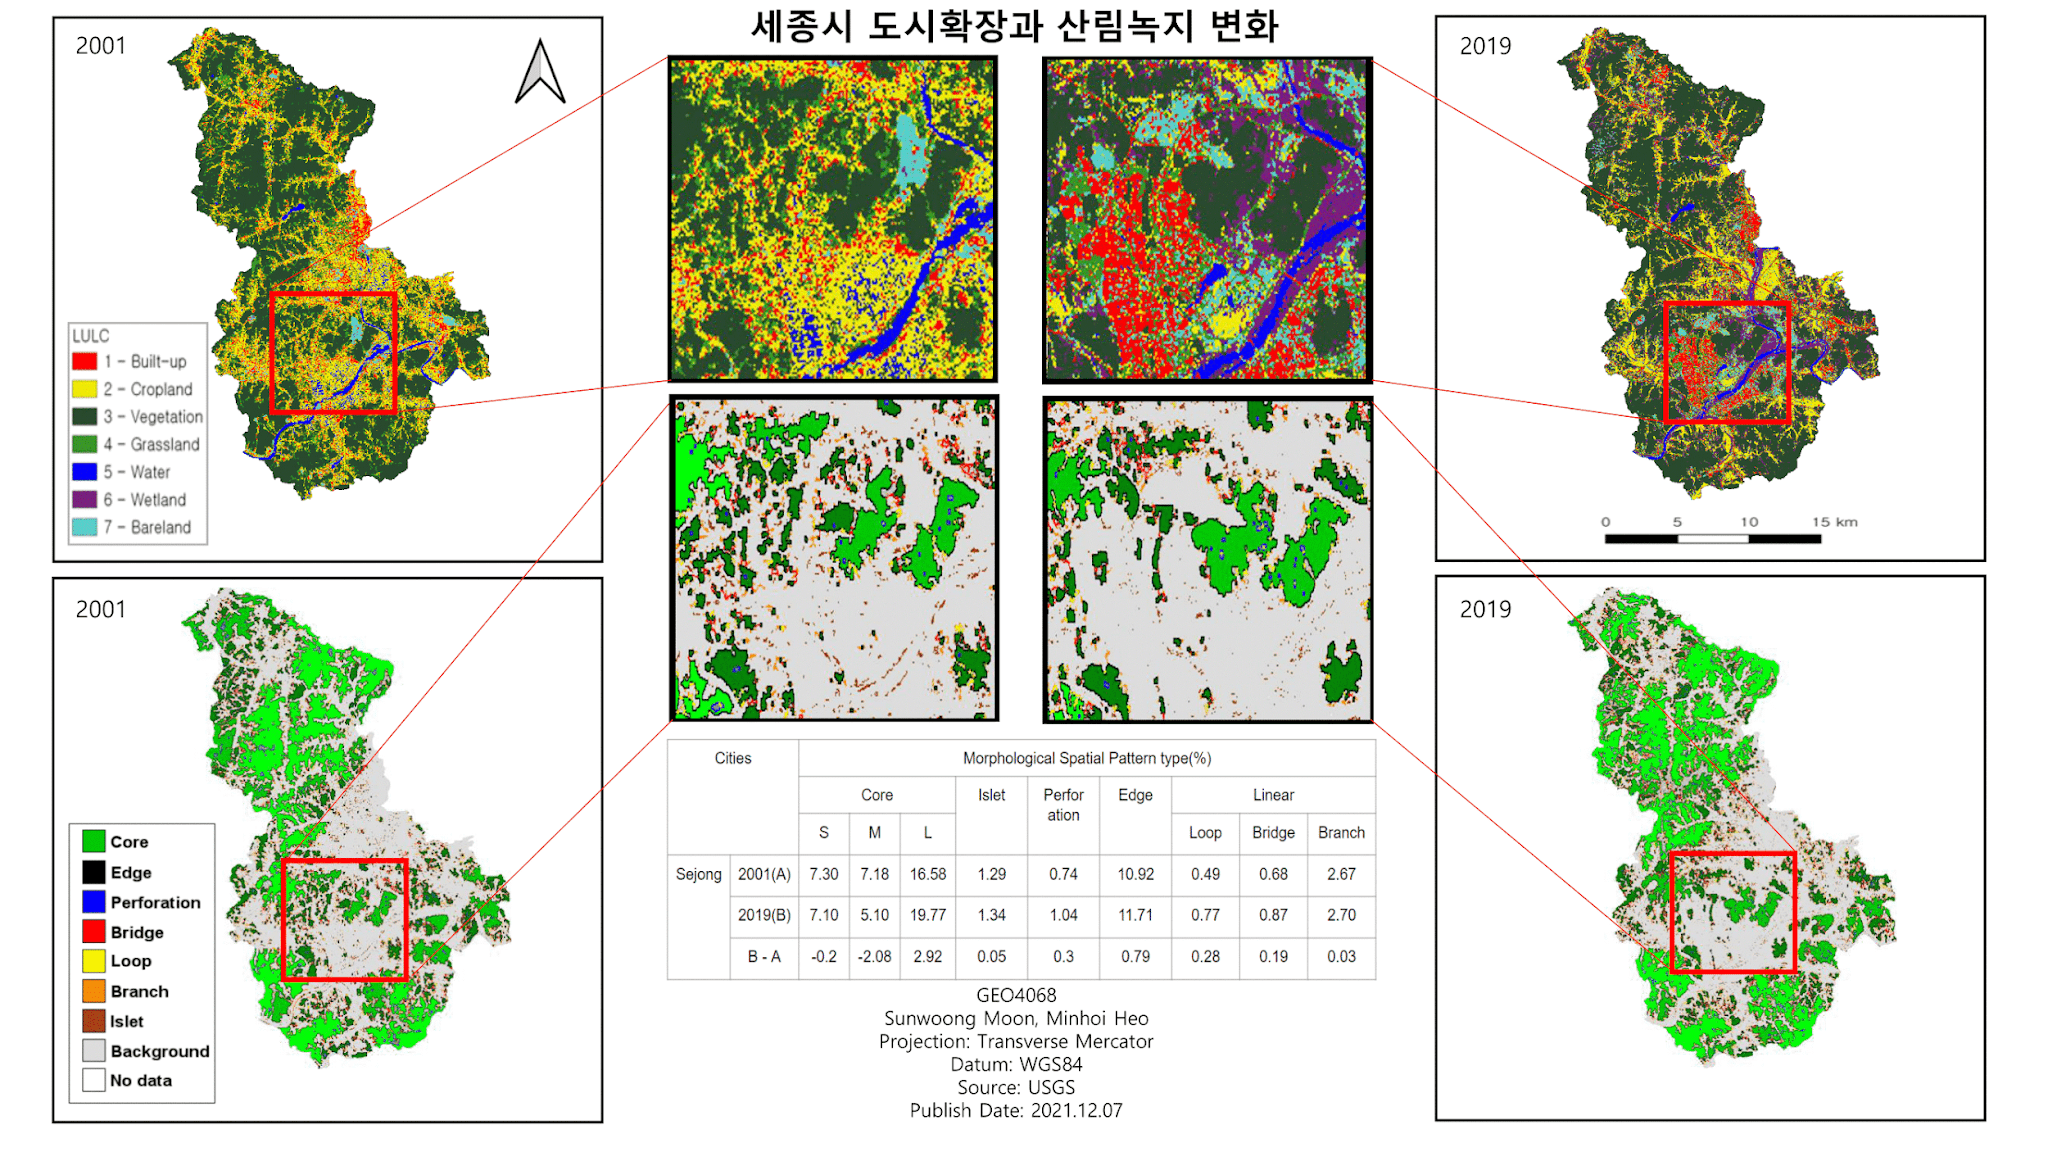 세종시 도시확장과 산림녹지 변화
2001
2019
LULC
1 - Built-up
2 - Cropland
3 - Vegetation
4 - Grassland
5 - Water
6 - Wetland
7 - Bareland
0 5 10 15 km
2001
2019
Core
Edge
Perforation
Bridge
Loop
Branch
Islet
Background
No data
Cities Morphological Spatial Pattern type(%)
Core Islet Perfor Edge Linear
ation
S M L Loop Bridge Branch
Sejong 2001(A) 7.30 7.18 16.58 1.29 0.74 10.92 0.49 0.68 2.67
2019(B) 7.10 5.10 19.77 1.34 1.04 11.71 0.77 0.87 2.70
B - A -0.2 -2.08 2.92 0.05 0.3 0.79 0.28 0.19 0.03
GEO4068
Sunwoong Moon, Minhoi Heo
Projection: Transverse Mercator
Datum: WGS84
Source: USGS
Publish Date: 2021.12.07